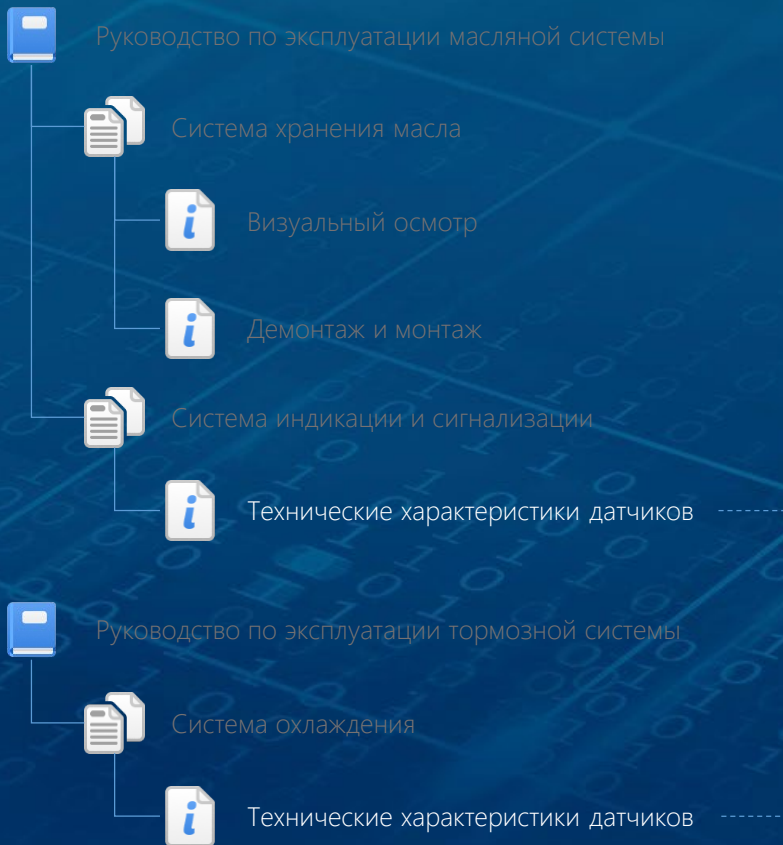 Руководство по эксплуатации масляной системы
Система хранения масла
Визуальный осмотр
Демонтаж и монтаж
Система индикации и сигнализации
Технические характеристики датчиков
Руководство по эксплуатации тормозной системы
Система охлаждения
Технические характеристики датчиков